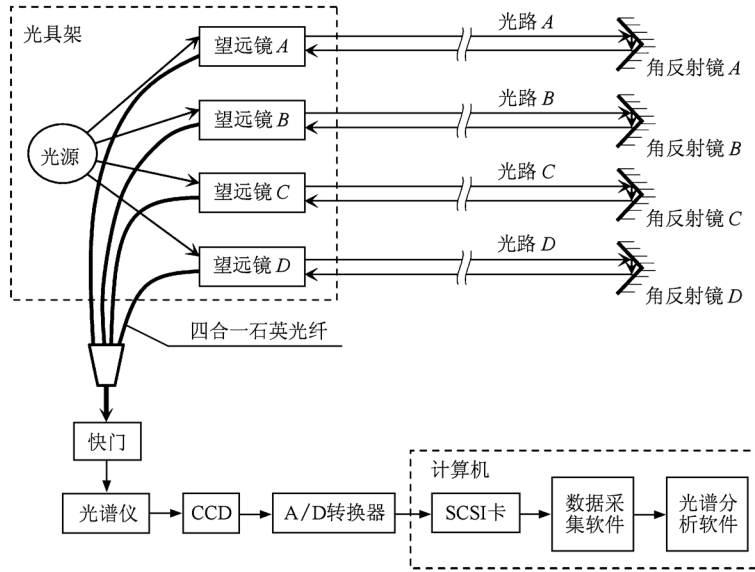 光具架
望远镜A
光路A
角反射镜A
望远镜B
光路B
角反射镜B
光源
望远镜C
光路C
角反射镜C
望远镜D
光路D
角反射镜D
四合一石英光纤
快门
计算机
光谱仪
CCD
A/D转换器
SCSI卡
数据采
集软件
光谱分
析软件